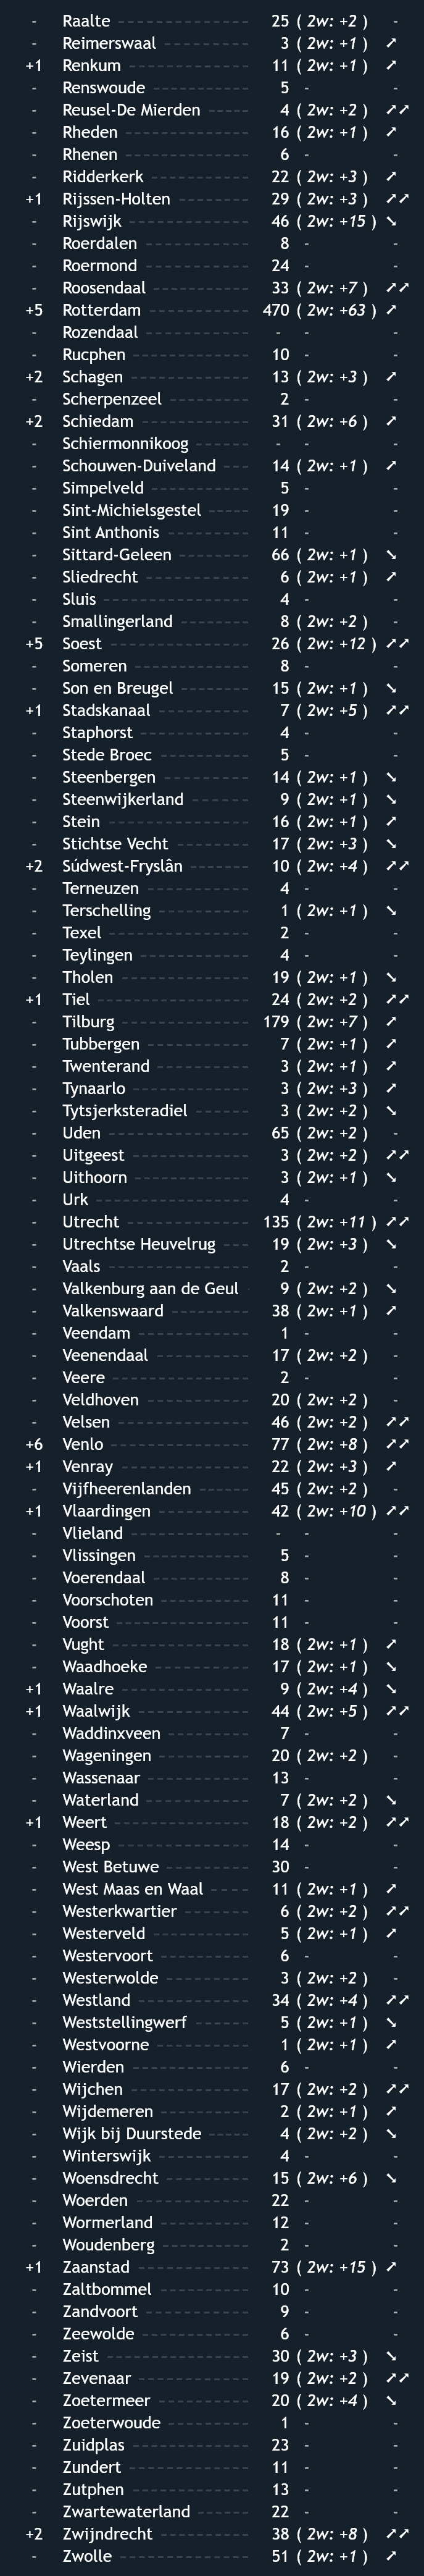 - Raalte 25 ( 2w: +2 ) -
- Reimerswaal 3 ( 2w: +1 ) ➚
+1 Renkum 11 ( 2w: +1 ) ➚
- Renswoude 5 - -
- Reusel-De Mierden 4 ( 2w: +2 ) ➚➚
- Rheden 16 ( 2w: +1 ) ➚
- Rhenen 6 - -
- Ridderkerk 22 ( 2w: +3 ) ➚
+1 Rijssen-Holten 29 ( 2w: +3 ) ➚➚
- Rijswijk 46 ( 2w: +15 ) ➘
- Roerdalen 8 - -
- Roermond 24 - -
- Roosendaal 33 ( 2w: +7 ) ➚➚
+5 Rotterdam 470 ( 2w: +63 ) ➚
- Rozendaal - - -
- Rucphen 10 - -
+2 Schagen 13 ( 2w: +3 ) ➚
- Scherpenzeel 2 - -
+2 Schiedam 31 ( 2w: +6 ) ➚
- Schiermonnikoog - - -
- Schouwen-Duiveland 14 ( 2w: +1 ) ➚
- Simpelveld 5 - -
- Sint-Michielsgestel 19 - -
- Sint Anthonis 11 - -
- Sittard-Geleen 66 ( 2w: +1 ) ➘
- Sliedrecht 6 ( 2w: +1 ) ➚
- Sluis 4 - -
- Smallingerland 8 ( 2w: +2 ) -
+5 Soest 26 ( 2w: +12 ) ➚➚
- Someren 8 - -
- Son en Breugel 15 ( 2w: +1 ) ➘
+1 Stadskanaal 7 ( 2w: +5 ) ➚➚
- Staphorst 4 - -
- Stede Broec 5 - -
- Steenbergen 14 ( 2w: +1 ) ➘
- Steenwijkerland 9 ( 2w: +1 ) ➘
- Stein 16 ( 2w: +1 ) ➚
- Stichtse Vecht 17 ( 2w: +3 ) ➘
+2 Súdwest-Fryslân 10 ( 2w: +4 ) ➚➚
- Terneuzen 4 - -
- Terschelling 1 ( 2w: +1 ) ➘
- Texel 2 - -
- Teylingen 4 - -
- Tholen 19 ( 2w: +1 ) ➘
+1 Tiel 24 ( 2w: +2 ) ➚➚
- Tilburg 179 ( 2w: +7 ) ➚
- Tubbergen 7 ( 2w: +1 ) ➚
- Twenterand 3 ( 2w: +1 ) ➚
- Tynaarlo 3 ( 2w: +3 ) ➚
- Tytsjerksteradiel 3 ( 2w: +2 ) ➘
- Uden 65 ( 2w: +2 ) -
- Uitgeest 3 ( 2w: +2 ) ➚➚
- Uithoorn 3 ( 2w: +1 ) ➘
- Urk 4 - -
- Utrecht 135 ( 2w: +11 ) ➚➚
- Utrechtse Heuvelrug 19 ( 2w: +3 ) ➘
- Vaals 2 - -
- Valkenburg aan de Geul 9 ( 2w: +2 ) ➘
- Valkenswaard 38 ( 2w: +1 ) ➚
- Veendam 1 - -
- Veenendaal 17 ( 2w: +2 ) -
- Veere 2 - -
- Veldhoven 20 ( 2w: +2 ) -
- Velsen 46 ( 2w: +2 ) ➚➚
+6 Venlo 77 ( 2w: +8 ) ➚➚
+1 Venray 22 ( 2w: +3 ) ➚
- Vijfheerenlanden 45 ( 2w: +2 ) -
+1 Vlaardingen 42 ( 2w: +10 ) ➚➚
- Vlieland - - -
- Vlissingen 5 - -
- Voerendaal 8 - -
- Voorschoten 11 - -
- Voorst 11 - -
- Vught 18 ( 2w: +1 ) ➚
- Waadhoeke 17 ( 2w: +1 ) ➘
+1 Waalre 9 ( 2w: +4 ) ➘
+1 Waalwijk 44 ( 2w: +5 ) ➚➚
- Waddinxveen 7 - -
- Wageningen 20 ( 2w: +2 ) -
- Wassenaar 13 - -
- Waterland 7 ( 2w: +2 ) ➘
+1 Weert 18 ( 2w: +2 ) ➚➚
- Weesp 14 - -
- West Betuwe 30 - -
- West Maas en Waal 11 ( 2w: +1 ) ➚
- Westerkwartier 6 ( 2w: +2 ) ➚➚
- Westerveld 5 ( 2w: +1 ) ➚
- Westervoort 6 - -
- Westerwolde 3 ( 2w: +2 ) -
- Westland 34 ( 2w: +4 ) ➚➚
- Weststellingwerf 5 ( 2w: +1 ) ➘
- Westvoorne 1 ( 2w: +1 ) ➚
- Wierden 6 - -
- Wijchen 17 ( 2w: +2 ) ➚➚
- Wijdemeren 2 ( 2w: +1 ) ➚
- Wijk bij Duurstede 4 ( 2w: +2 ) ➘
- Winterswijk 4 - -
- Woensdrecht 15 ( 2w: +6 ) ➘
- Woerden 22 - -
- Wormerland 12 - -
- Woudenberg 2 - -
+1 Zaanstad 73 ( 2w: +15 ) ➚
- Zaltbommel 10 - -
- Zandvoort 9 - -
- Zeewolde 6 - -
- Zeist 30 ( 2w: +3 ) ➘
- Zevenaar 19 ( 2w: +2 ) ➚➚
- Zoetermeer 20 ( 2w: +4 ) ➘
- Zoeterwoude 1 - -
- Zuidplas 23 - -
- Zundert 11 - -
- Zutphen 13 - -
- Zwartewaterland 22 - -
+2 Zwijndrecht 38 ( 2w: +8 ) ➚➚
- Zwolle 51 ( 2w: +1 ) ➚